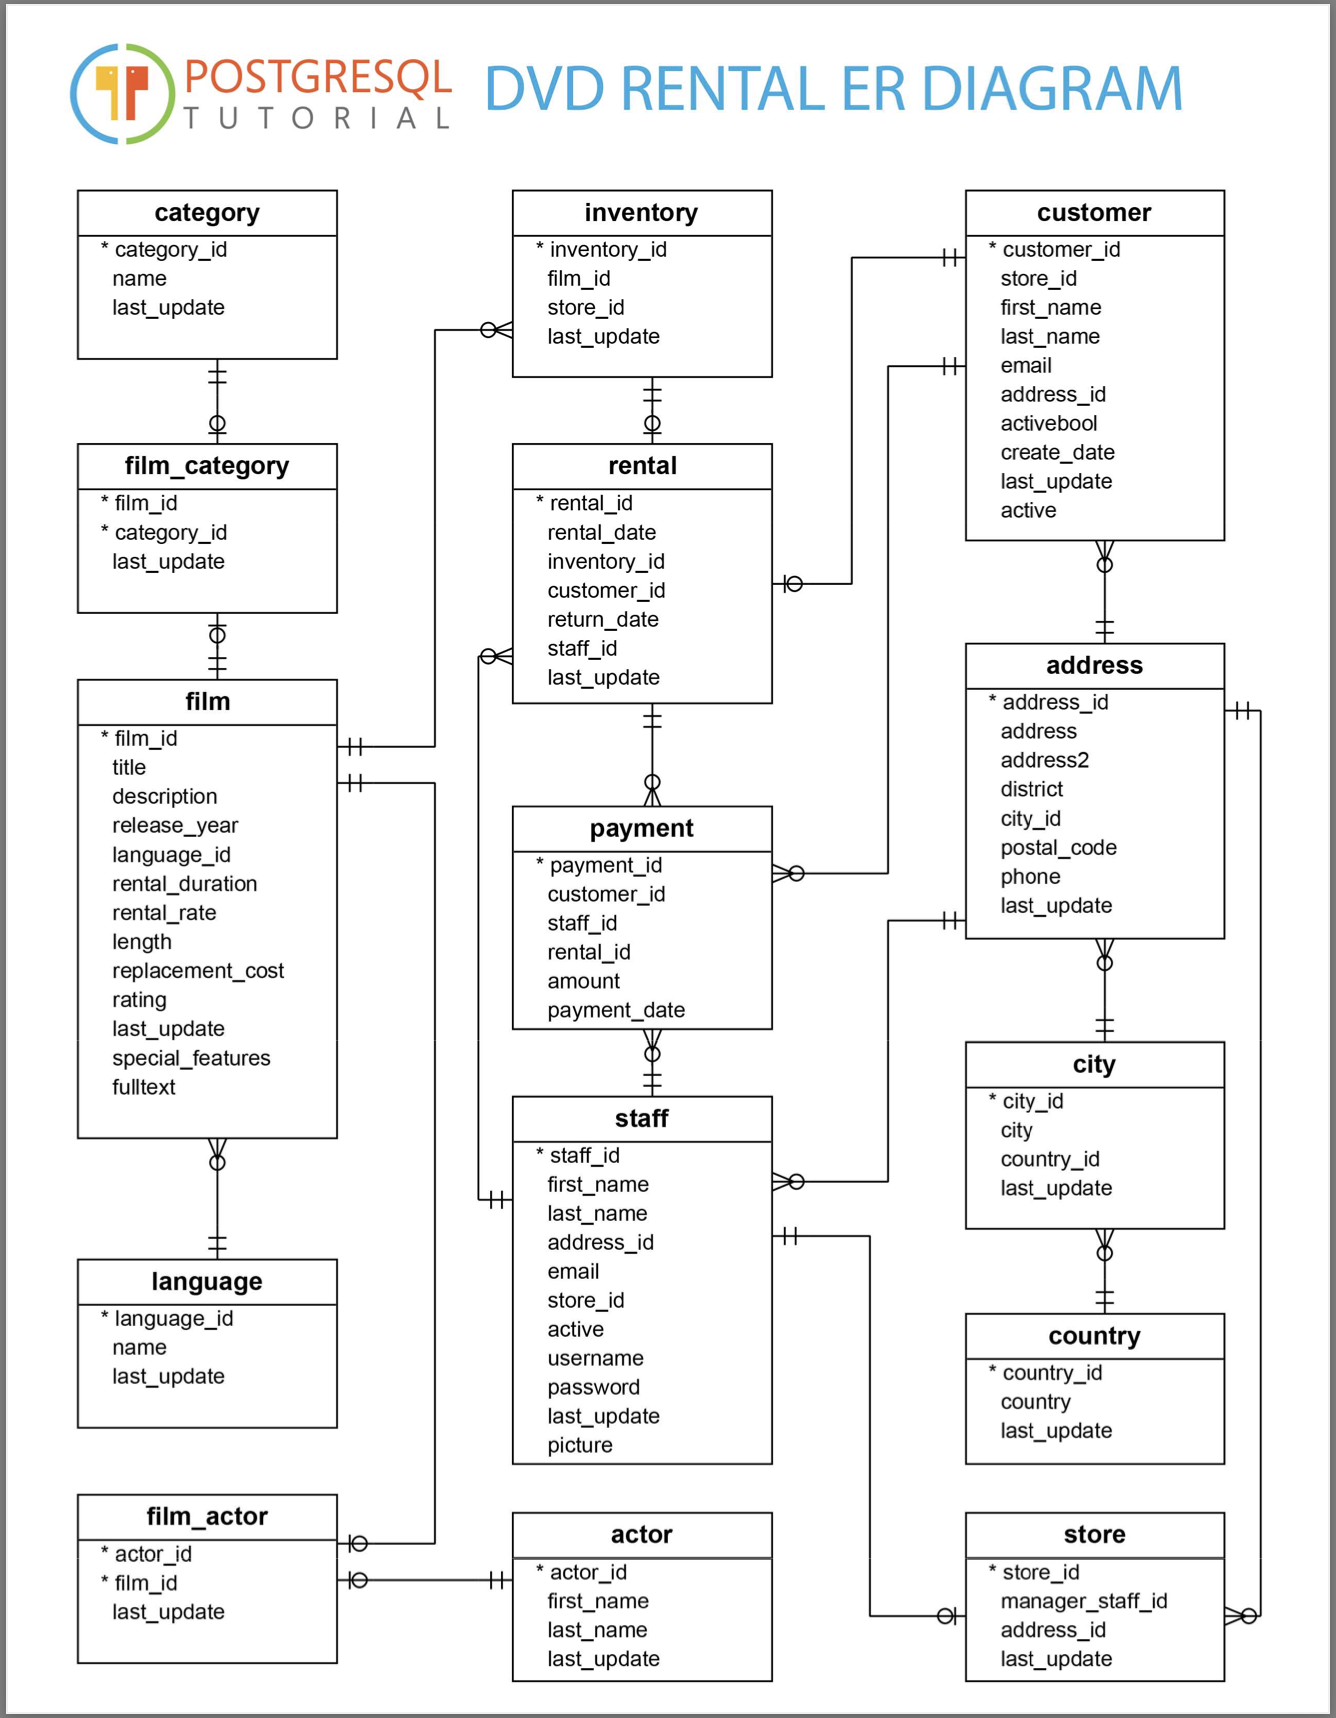 POSTGRESQL
TUTORIAL
DVD RENTAL ER DIAGRAM
category
* category_id
name
last_update
film_category
* film_id
* category_id
last_update
film
* film_id
title
description
release_year
language_id
rental_duration
rental_rate
length
replacement_cost
rating
last_update
special_features
fulltext
language
* language_id
name
last_update
film_actor
* actor_id
* film_id
last_update
inventory
* inventory_id
film_id
store_id
last_update
rental
* rental_id
rental_date
inventory_id
customer_id
return_date
staff_id
last_update
payment
* payment_id
customer_id
staff_id
rental_id
amount
payment_date
staff
* staff_id
first_name
last_name
address_id
email
store_id
active
username
password
last_update
picture
actor
* actor_id
first_name
last_name
last_update
customer
* customer_id
store_id
first_name
last_name
email
address_id
activebool
create_date
last_update
active
address
* address_id
address
address2
district
city_id
postal_code
phone
last_update
city
* city_id
city
country_id
last_update
country
* country_id
country
last_update
store
* store_id
manager_staff_id
address_id
last_update